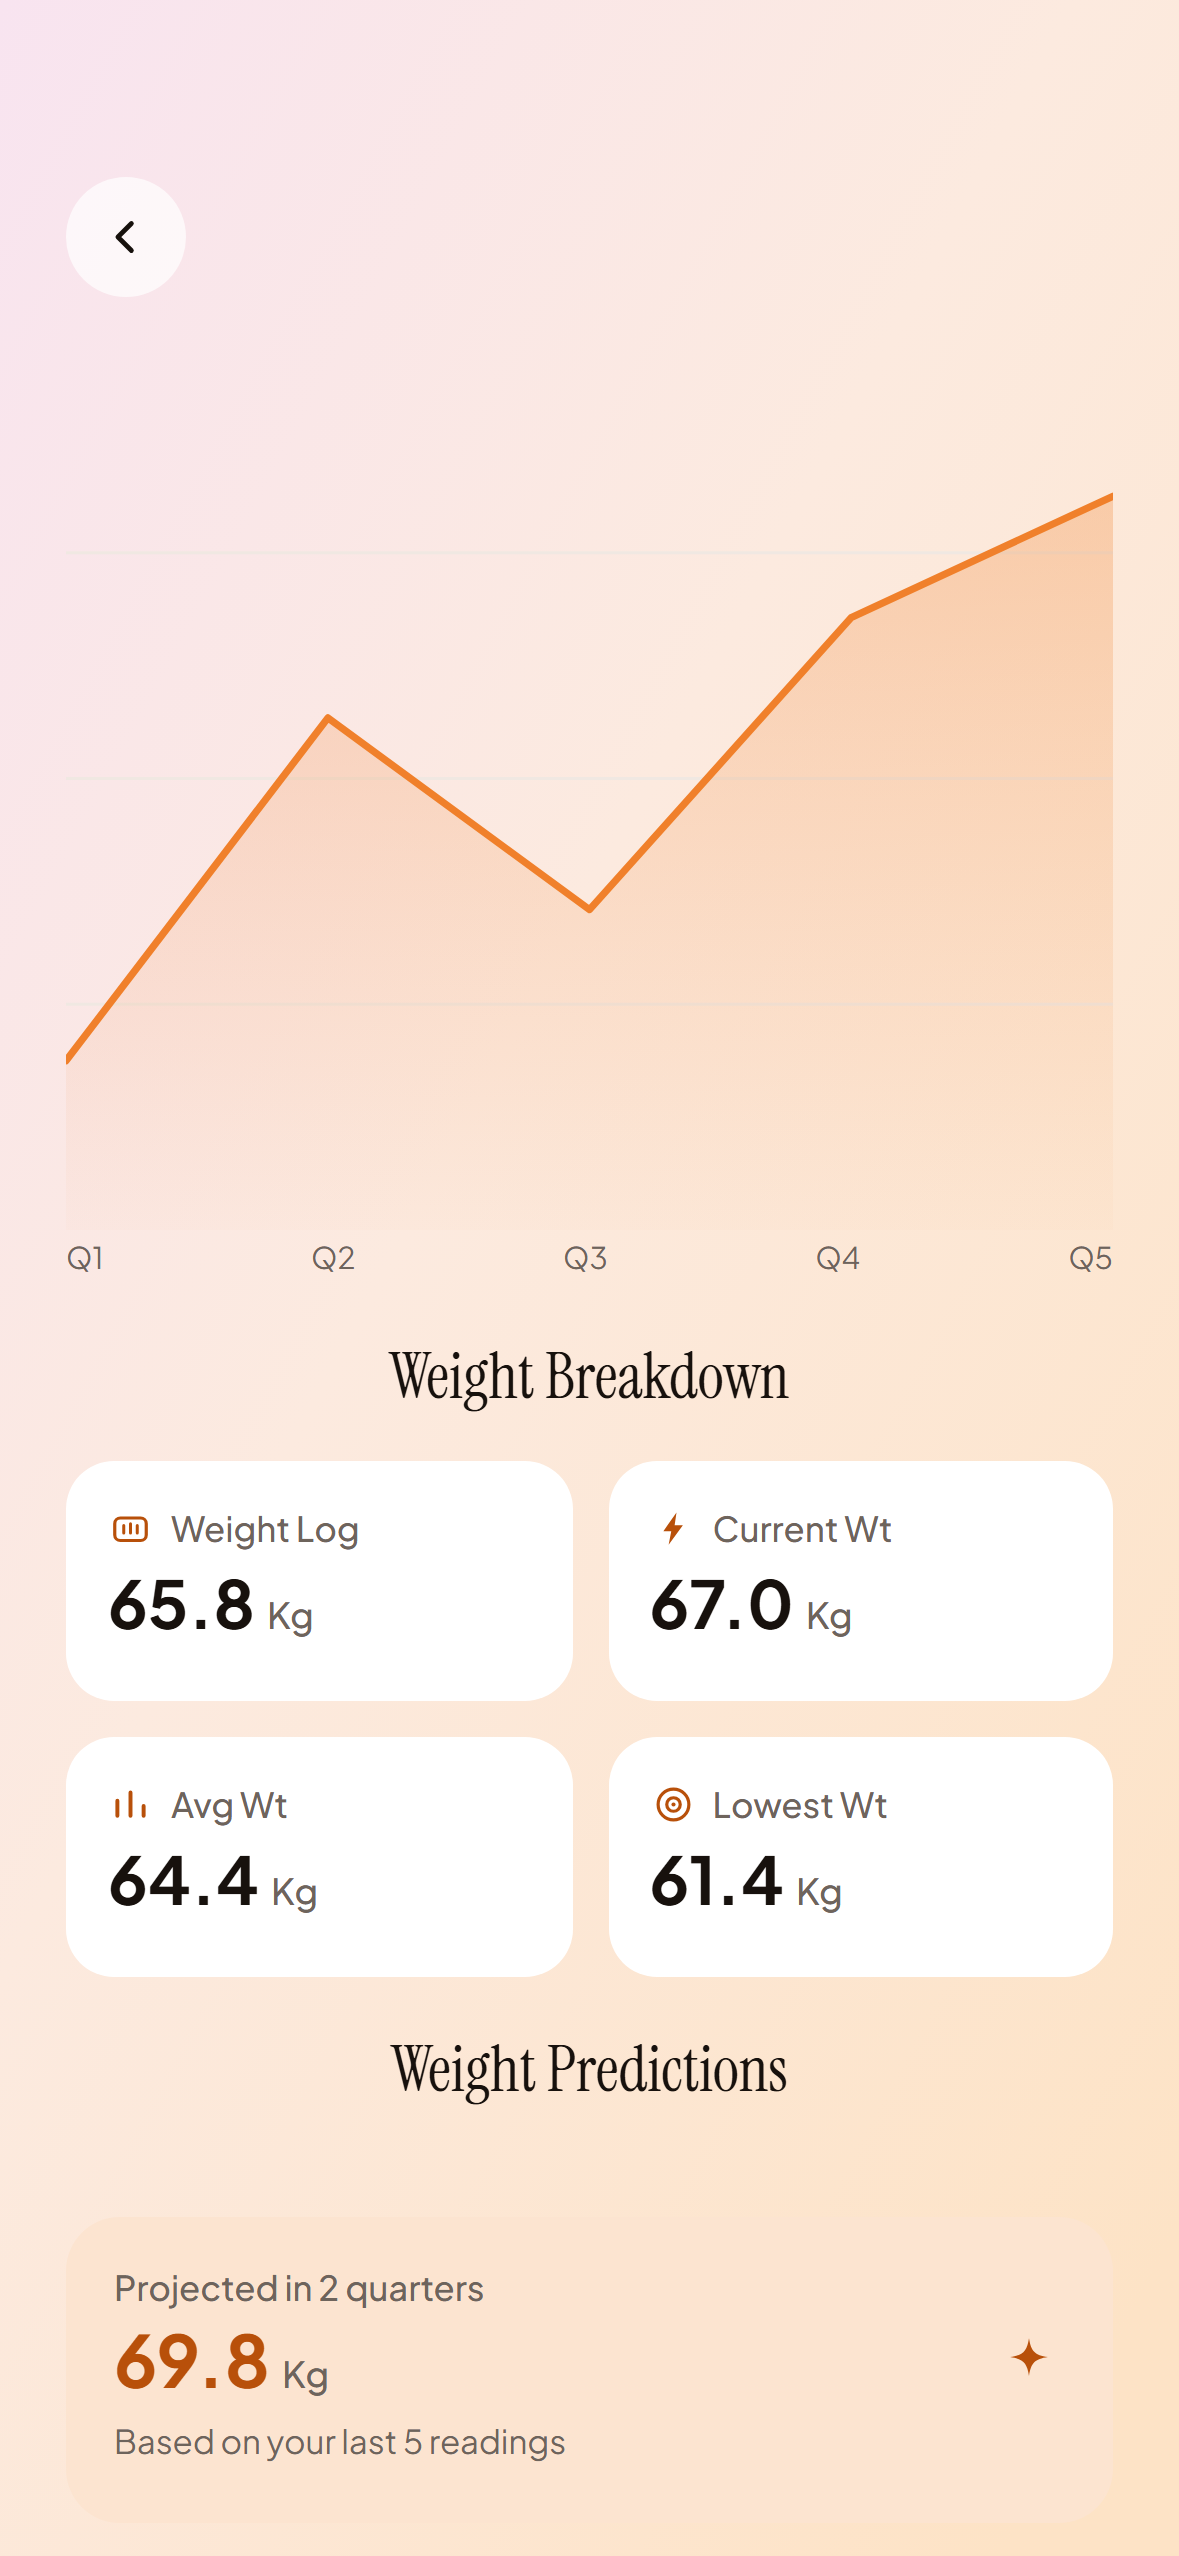 Q1 Q2 Q3 Q4 Q5
Weight Breakdown
Weight Log
65.8 Kg
Current Wt
67.0 Kg
Avg Wt
64.4 Kg
Lowest Wt
61.4 Kg
Weight Predictions
Projected in 2 quarters
69.8 Kg
Based on your last 5 readings